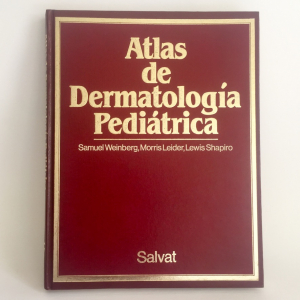 Atlas
de
Dermatología
Pediátrica
Samuel Weinberg, Morris Leider, Lewis Shapiro
Salvat